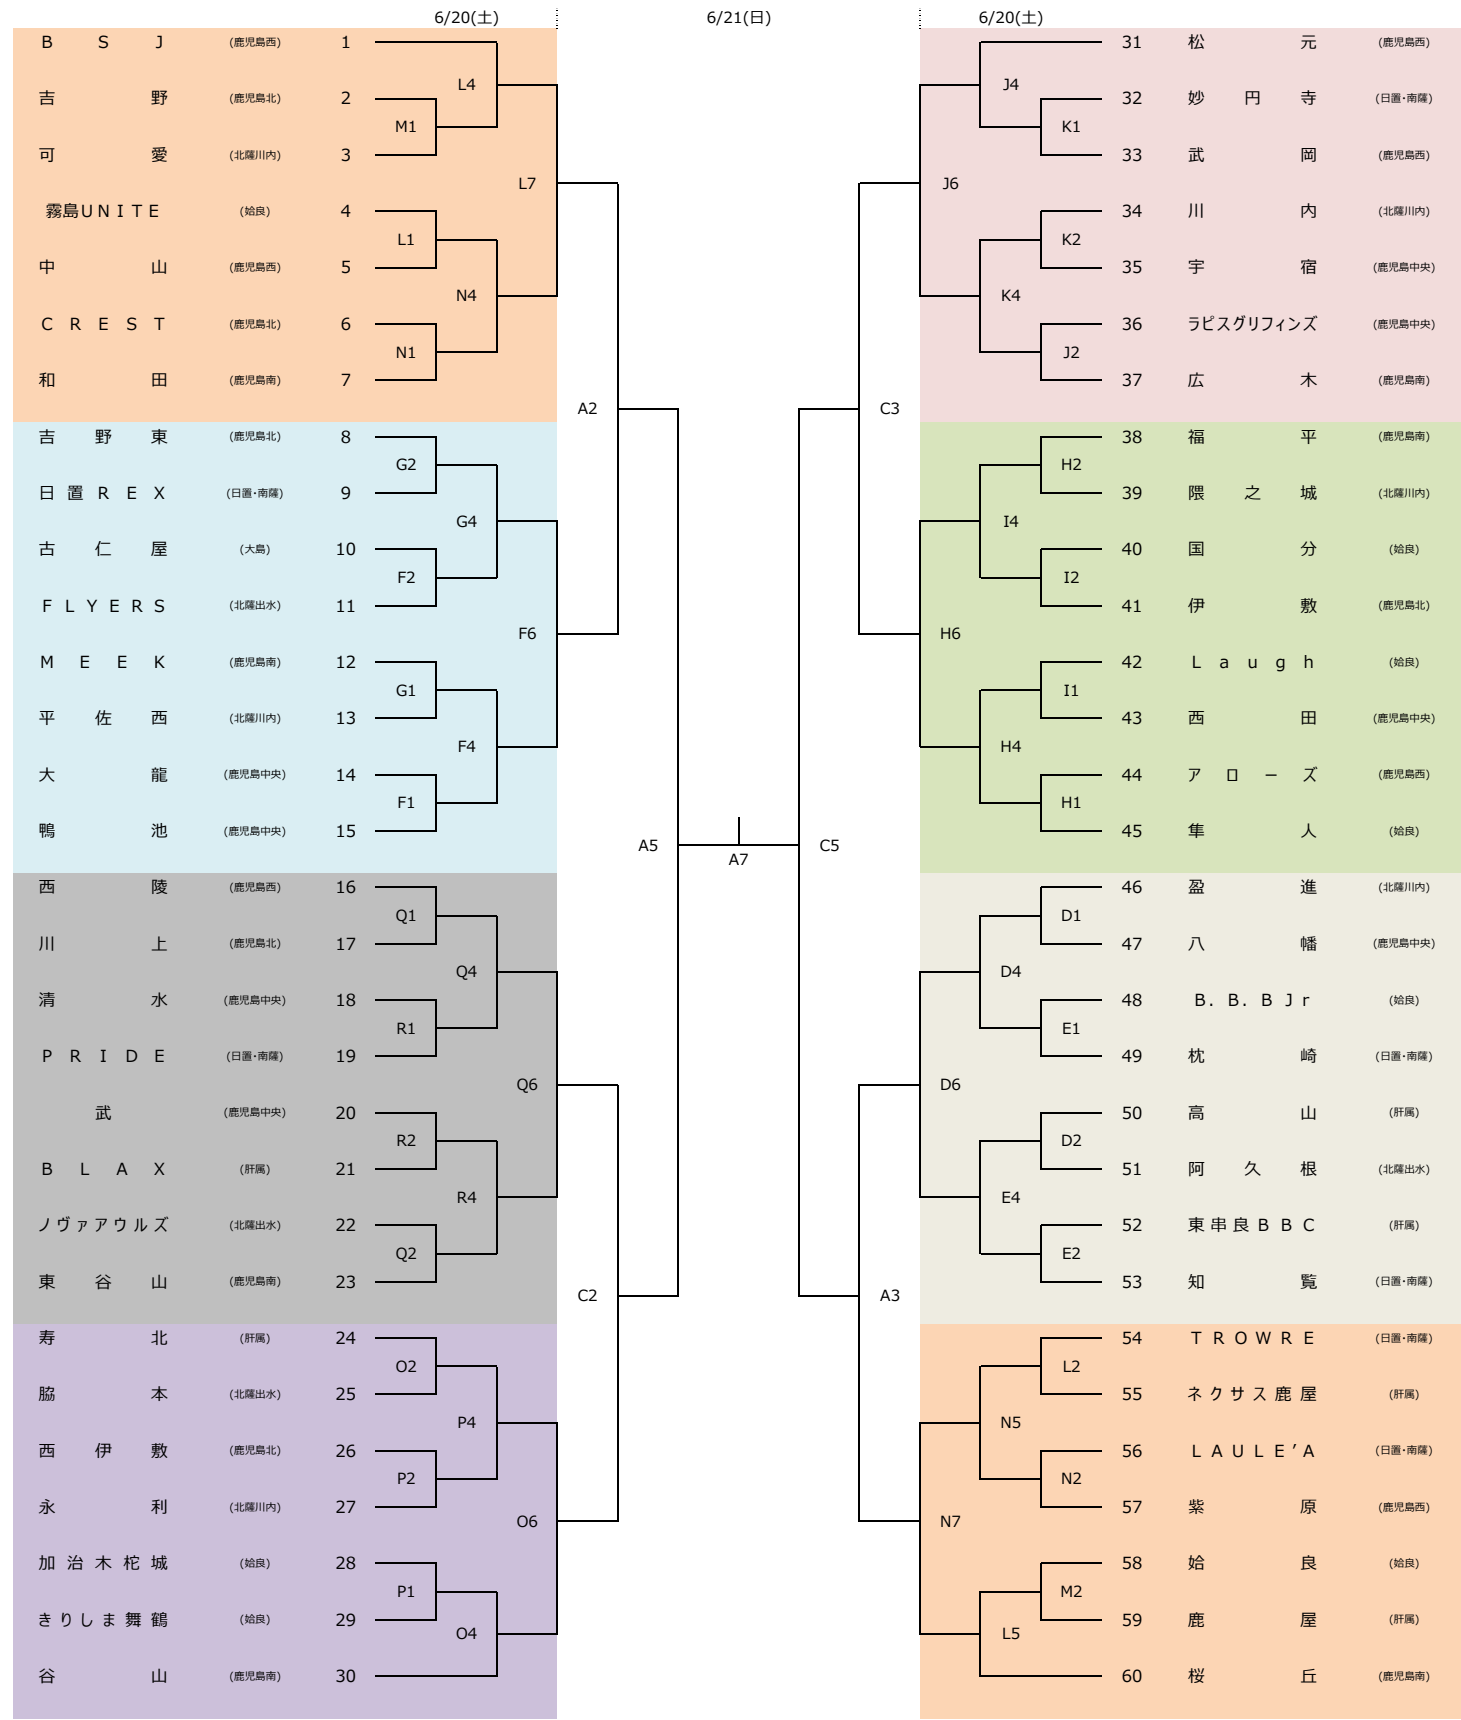 6/20(土) 6/21(日) 6/20(土)
BSJ (鹿児島西) 1
L4
吉野 (鹿児島北) 2
M1
可愛 (北薩川内) 3
L7
霧島UNITE (姶良) 4
L1
中山 (鹿児島西) 5
N4
CREST (鹿児島北) 6
N1
和田 (鹿児島南) 7
A2
吉野東 (鹿児島北) 8
G2
日置REX (日置・南薩) 9
G4
古仁屋 (大島) 10
F2
FLYERS (北薩出水) 11
F6
MEEK (鹿児島南) 12
G1
平佐西 (北薩川内) 13
F4
大龍 (鹿児島中央) 14
F1
鴨池 (鹿児島中央) 15
A5
西陵 (鹿児島西) 16
Q1
川上 (鹿児島北) 17
Q4
清水 (鹿児島中央) 18
R1
PRIDE (日置・南薩) 19
Q6
武 (鹿児島中央) 20
R2
BLAX (肝属) 21
R4
ノヴァアウルズ (北薩出水) 22
Q2
東谷山 (鹿児島南) 23
C2
寿北 (肝属) 24
O2
脇本 (北薩出水) 25
P4
西伊敷 (鹿児島北) 26
P2
永利 (北薩川内) 27
O6
加治木柁城 (姶良) 28
P1
きりしま舞鶴 (姶良) 29
O4
谷山 (鹿児島南) 30
A7
31 松元 (鹿児島西)
J4
32 妙円寺 (日置・南薩)
K1
33 武岡 (鹿児島西)
J6
34 川内 (北薩川内)
K2
35 宇宿 (鹿児島中央)
K4
36 ラピスグリフィンズ (鹿児島中央)
J2
37 広木 (鹿児島南)
C3
38 福平 (鹿児島南)
H2
39 隈之城 (北薩川内)
I4
40 国分 (姶良)
I2
41 伊敷 (鹿児島北)
H6
42 Laugh (姶良)
I1
43 西田 (鹿児島中央)
H4
44 アローズ (鹿児島西)
H1
45 隼人 (姶良)
C5
46 盈進 (北薩川内)
D1
47 八幡 (鹿児島中央)
D4
48 B.B.BJr (姶良)
E1
49 枕崎 (日置・南薩)
D6
50 高山 (肝属)
D2
51 阿久根 (北薩出水)
E4
52 東串良BBC (肝属)
E2
53 知覧 (日置・南薩)
A3
54 TROWRE (日置・南薩)
L2
55 ネクサス鹿屋 (肝属)
N5
56 LAULE'A (日置・南薩)
N2
57 紫原 (鹿児島西)
N7
58 姶良 (姶良)
M2
59 鹿屋 (肝属)
L5
60 桜丘 (鹿児島南)